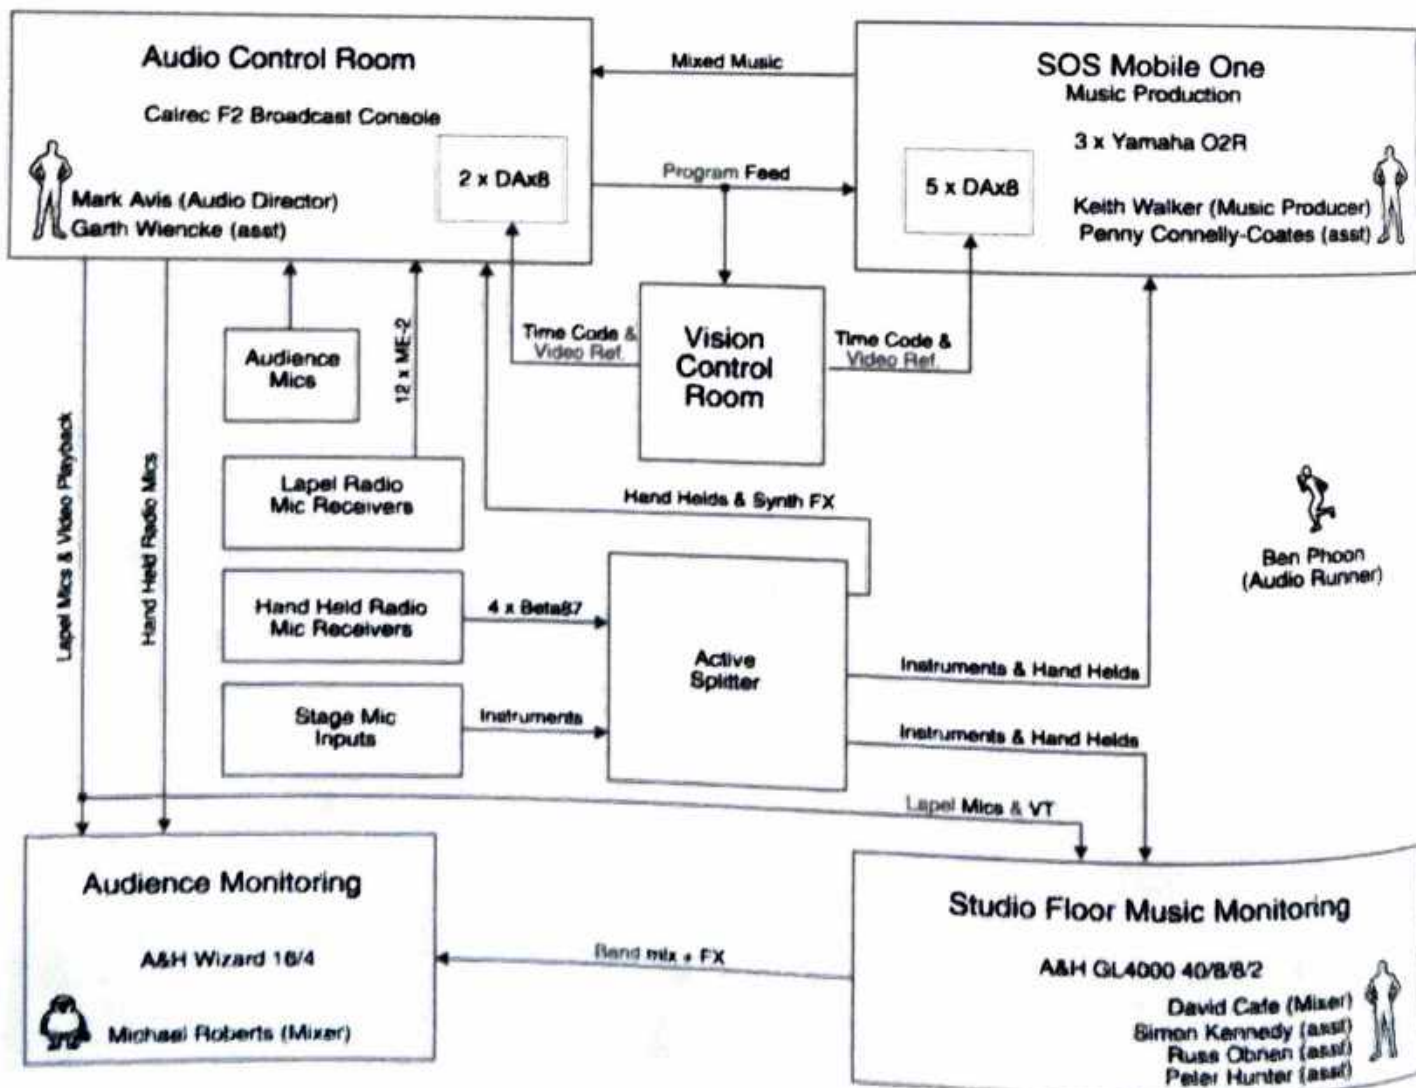 Audio Control Room
Calrec F2 Broadcast Console
2 x DAx8
Mark Avis (Audio Director)
Garth Wiencke (asst)
Mixed Music
Program Feed
SOS Mobile One
Music Production
3 x Yamaha O2R
5 x DAx8
Keith Walker (Music Producer)
Penny Connelly-Coates (asst)
Audience
Mics
12 x ME-2
Time Code &
Video Ref.
Vision
Control
Room
Time Code &
Video Ref.
Lapel Mics & Video Playback
Hand Held Radio Mics
Lapel Radio
Mic Receivers
Hand Helds & Synth FX
Ben Phoon
(Audio Runner)
Hand Held Radio
Mic Receivers
4 x Beta87
Active
Splitter
Instruments & Hand Helds
Stage Mic
Inputs
Instruments
Instruments & Hand Helds
Lapel Mics & VT
Audience Monitoring
A&H Wizard 16/4
Michael Roberts (Mixer)
Band mix + FX
Studio Floor Music Monitoring
A&H GL4000 40/8/8/2
David Cafe (Mixer)
Simon Kennedy (asst)
Russ (asst)
Peter Hunter (asst)